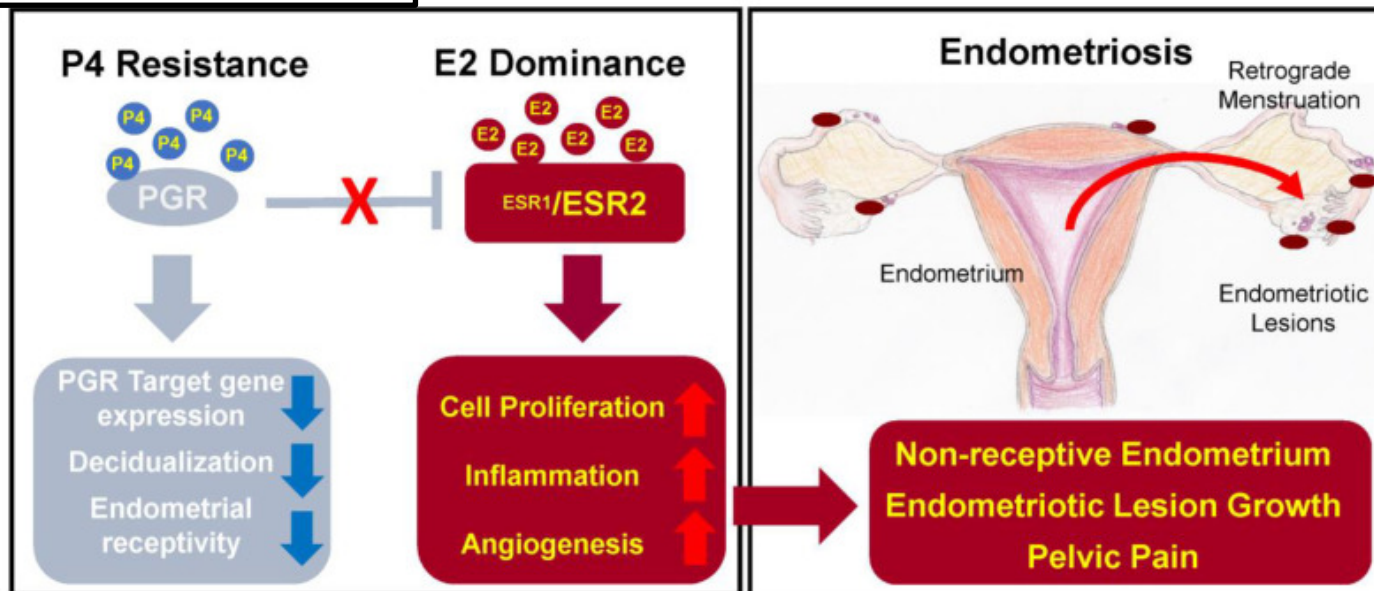 P4 Resistance
P4
P4
P4
P4
P4
PGR
X
PGR Target gene
expression
Decidualization
Endometrial
receptivity
E2 Dominance
E2
E2
E2
E2
E2
E2
ESR1/ESR2
Cell Proliferation
Inflammation
Angiogenesis
Endometriosis
Retrograde
Menstruation
Endometrium
Endometriotic
Lesions
Non-receptive Endometrium
Endometriotic Lesion Growth
Pelvic Pain